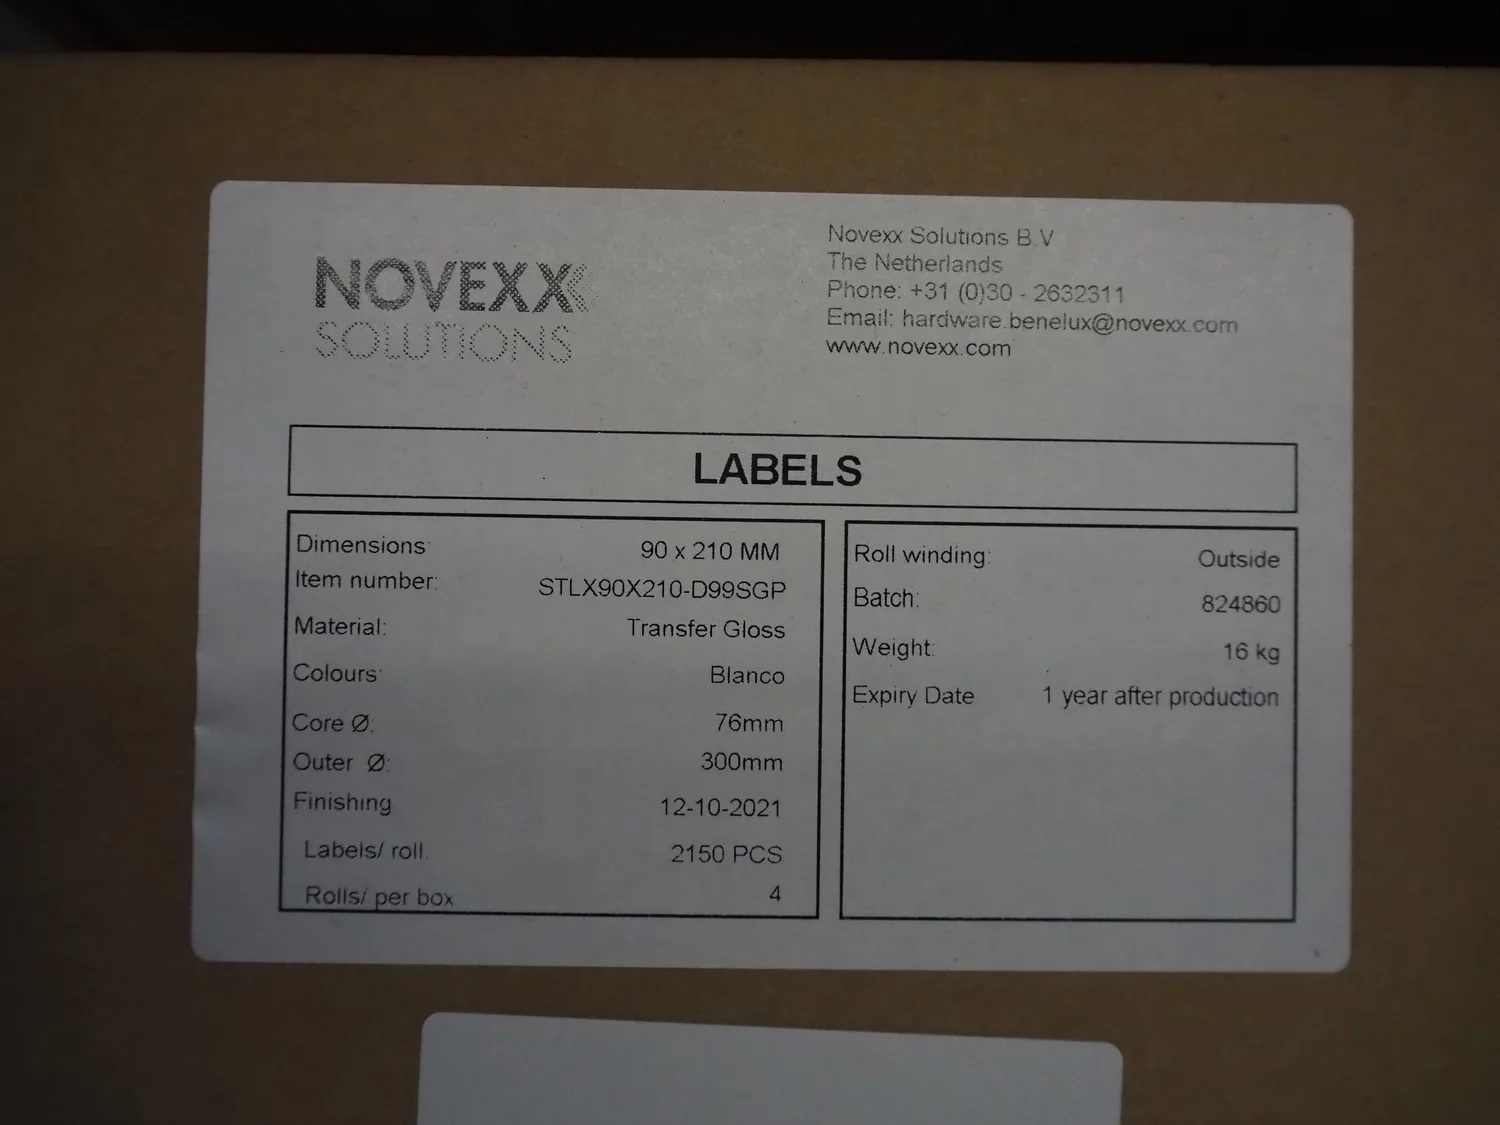 NOVEXX
SOLUTIONS
Novexx Solutions B.V
The Netherlands
Phone: +31 (0)30 - 2632311
Email: hardware.benelux@novexx.com
www.novexx.com
LABELS
Dimensions: 90 x 210 MM
Item number: STLX90X210-D99SGP
Material: Transfer Gloss
Colours: Blanco
Core Ø: 76mm
Outer Ø: 300mm
Finishing 12-10-2021
Labels/ roll. 2150 PCS
Rolls/ per box 4
Roll winding: Outside
Batch: 824860
Weight: 16 kg
Expiry Date 1 year after production